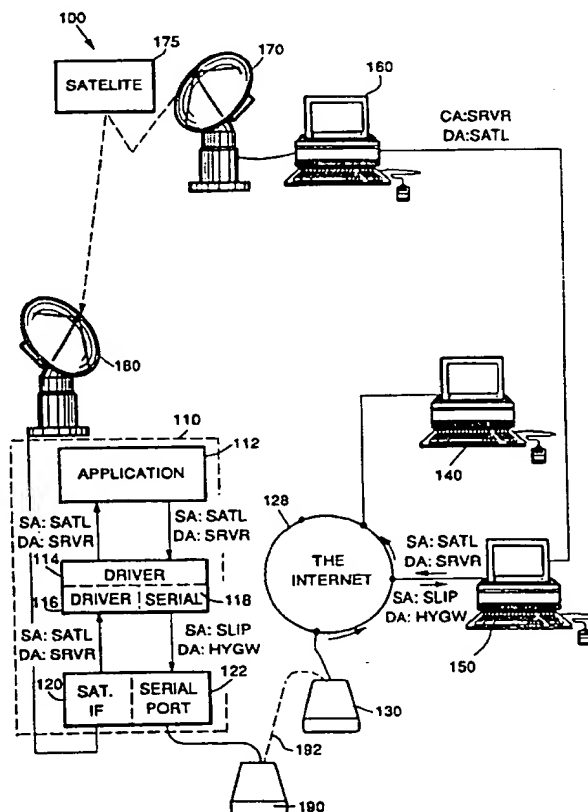 100
175
SATELITE
170
160
CA:SRVR
DA:SATL
180
110
112
APPLICATION
140
SA: SATL
DA: SRVR
SA: SATL
DA: SRVR
128
THE
INTERNET
SA: SATL
DA: SRVR
SA: SLIP
DA: HYGW
150
114
DRIVER
116
DRIVER
SERIAL
118
SA: SATL
DA: SRVR
SA: SLIP
DA: HYGW
120
SAT.
IF
SERIAL
PORT
122
130
192
190